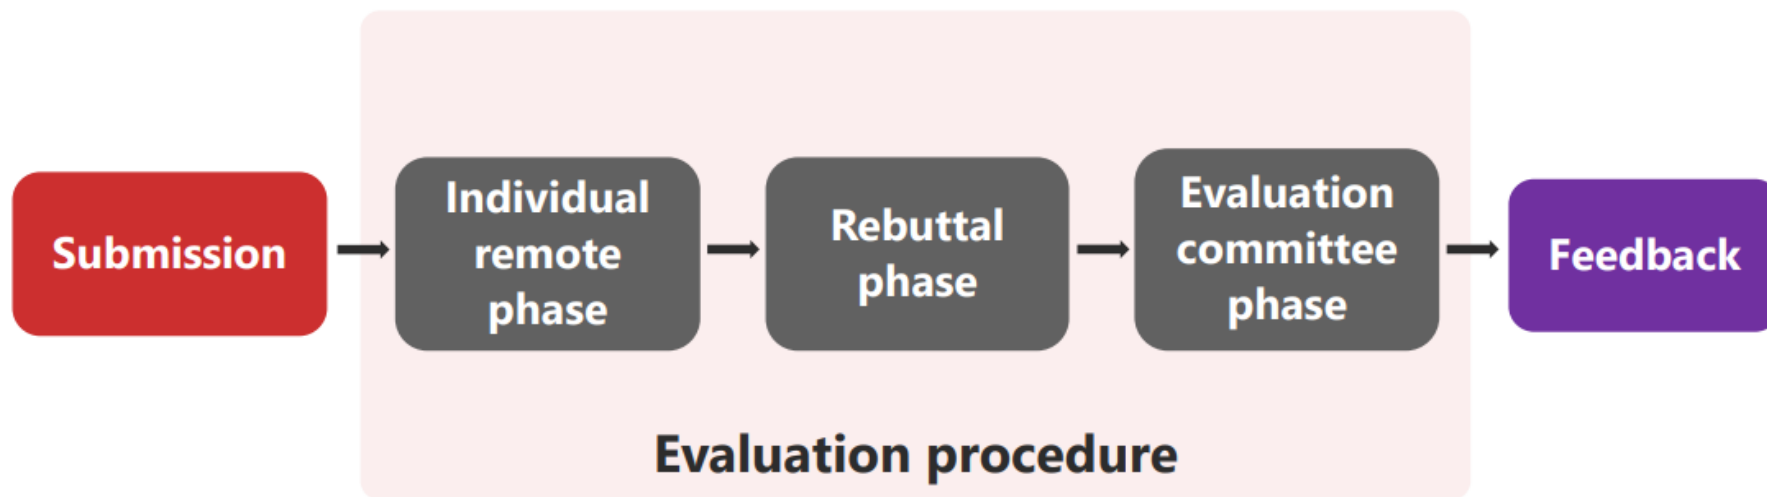 Submission
Individual
remote
phase
Rebuttal
phase
Evaluation
committee
phase
Feedback
Evaluation procedure